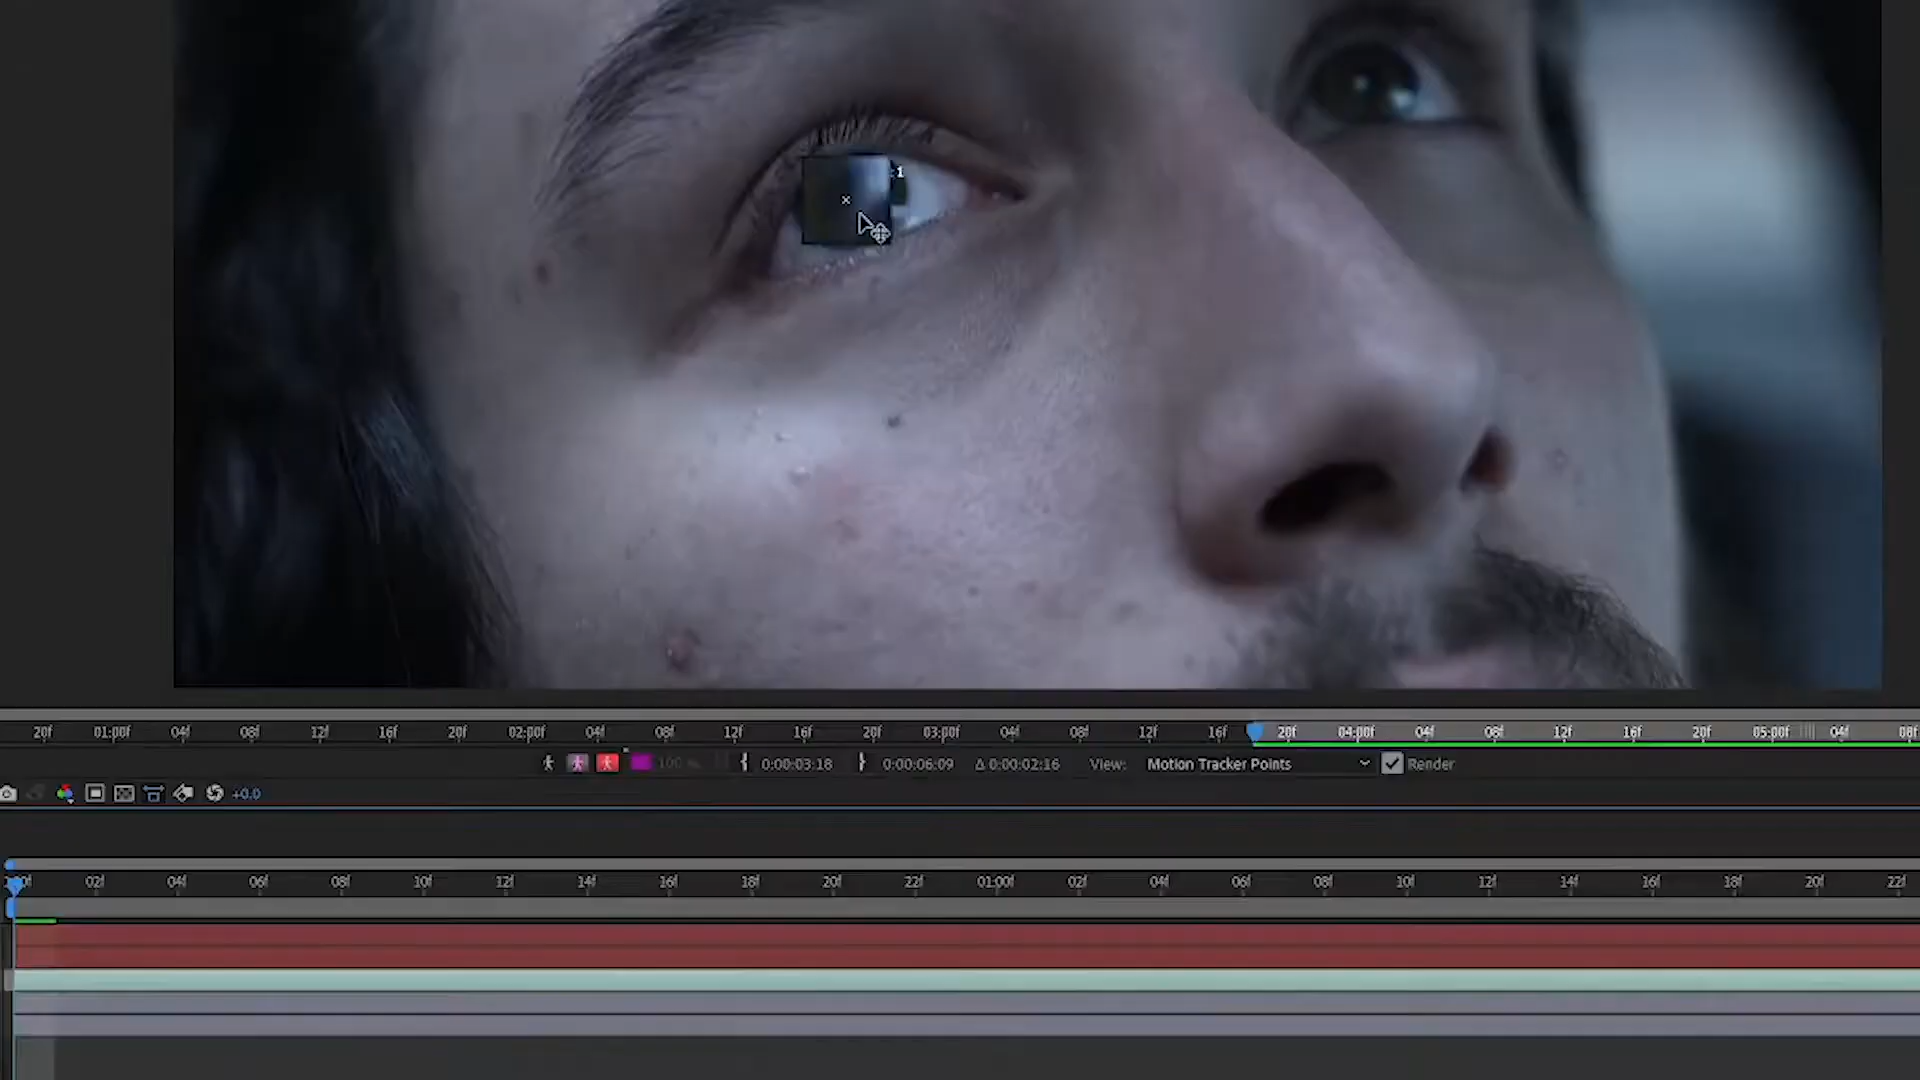 1
20f 01:00f 04f 08f 12f 16f 20f 02:00f 04f 08f 12f 16f 20f 03:00f 04f 08f 12f 16f 20f 04:00f 04f 08f 12f 16f 20f 05:00f 04f 08f
100 % 0:00:03:18 0:00:06:09 Δ 0:00:02:16 View: Motion Tracker Points Render
+0.0
02f 04f 06f 08f 10f 12f 14f 16f 18f 20f 22f 01:00f 02f 04f 06f 08f 10f 12f 14f 16f 18f 20f 22f